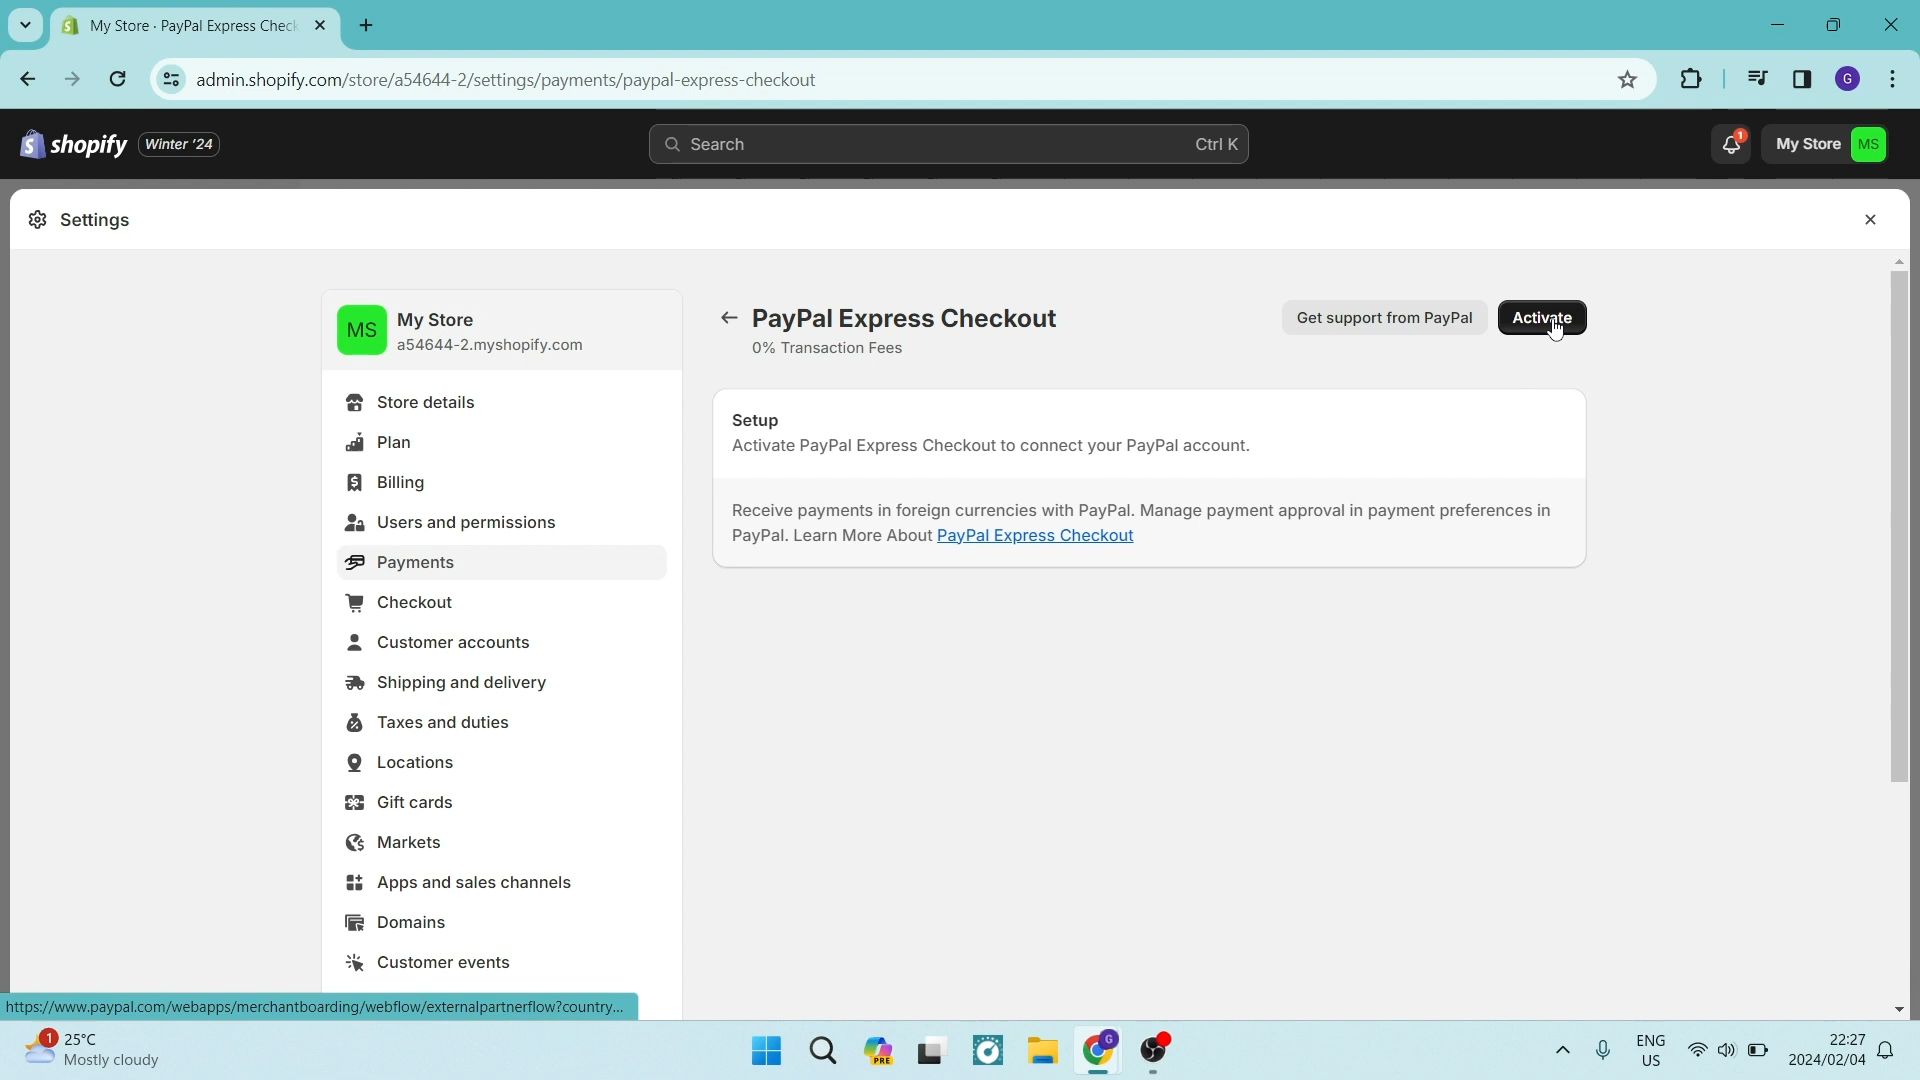 My Store · PayPal Express Check
admin.shopify.com/store/a54644-2/settings/payments/paypal-express-checkout
G
shopify
Winter '24
Search
Ctrl K
1
My Store
MS
Settings
MS
My Store
a54644-2.myshopify.com
Store details
Plan
Billing
Users and permissions
Payments
Checkout
Customer accounts
Shipping and delivery
Taxes and duties
Locations
Gift cards
Markets
Apps and sales channels
Domains
Customer events
PayPal Express Checkout
0% Transaction Fees
Get support from PayPal
Activate
Setup
Activate PayPal Express Checkout to connect your PayPal account.
Receive payments in foreign currencies with PayPal. Manage payment approval in payment preferences in
PayPal. Learn More About PayPal Express Checkout
https://www.paypal.com/webapps/merchantboarding/webflow/externalpartnerflow?country...
1
25°C
Mostly cloudy
PRE
G
ENG
US
22:27
2024/02/04